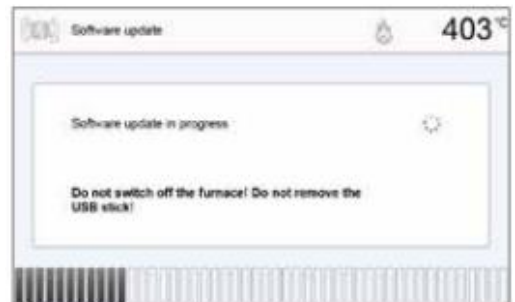 Software update
403 °C
Software update in progress
Do not switch off the furnace! Do not remove the
USB stick!